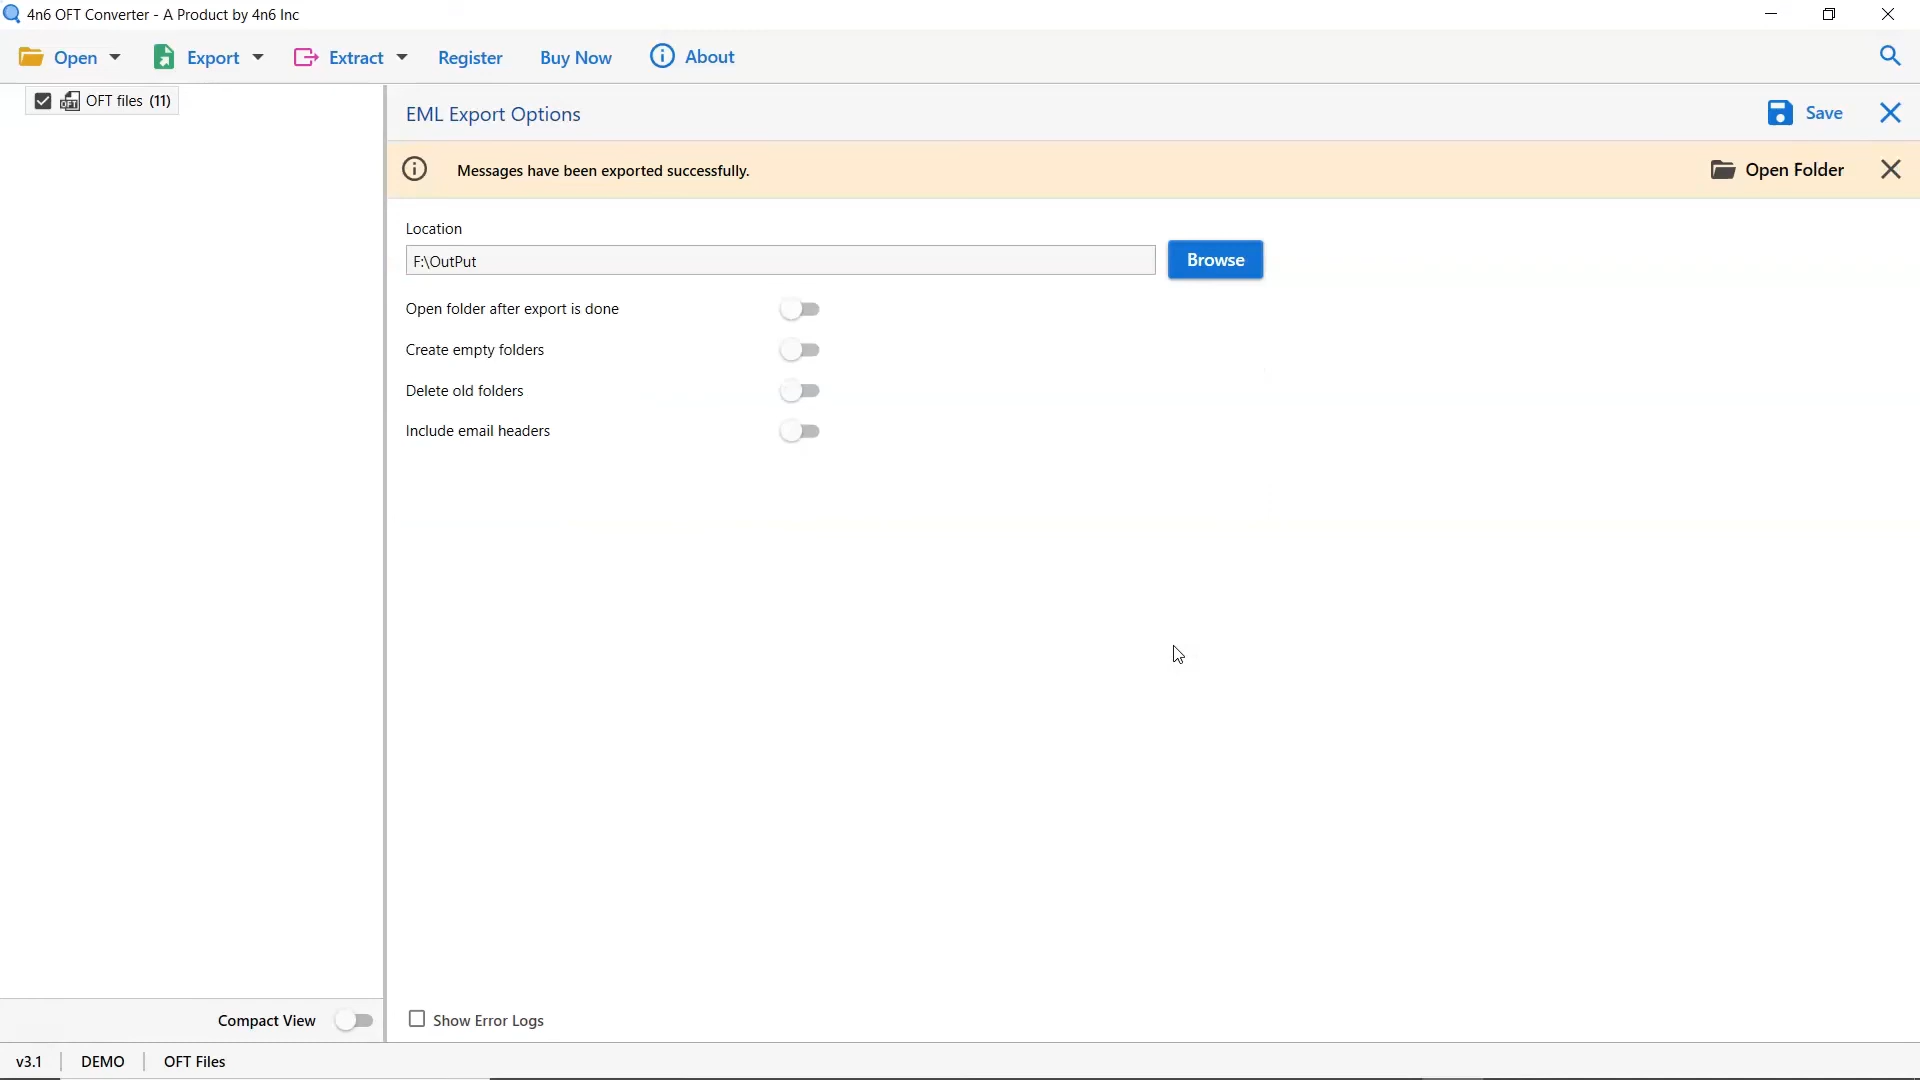 4n6 OFT Converter - A Product by 4n6 Inc
Open Export Extract Register Buy Now About
OFT files (11)
EML Export Options
Save
Messages have been exported successfully.
Open Folder
Location
F:\OutPut
Browse
Open folder after export is done
Create empty folders
Delete old folders
Include email headers
Compact View
Show Error Logs
v3.1 DEMO OFT Files